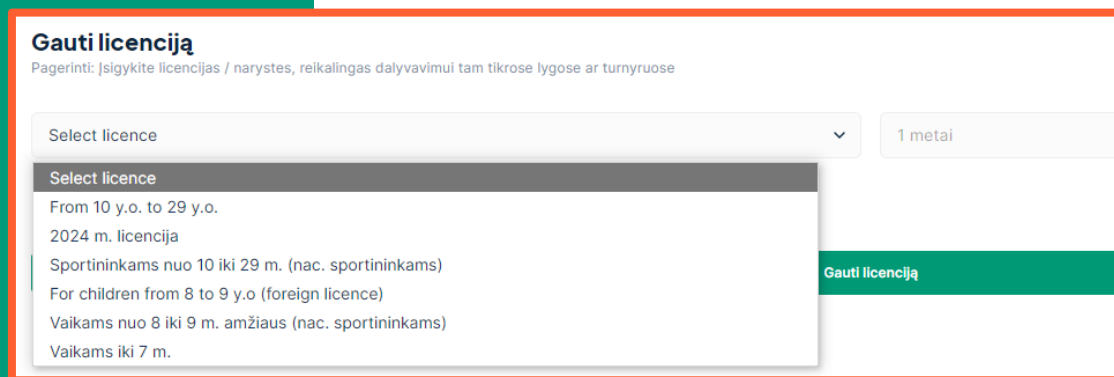 Gauti licenciją
Pagerinti: Įsigykite licencijas / narystes, reikalingas dalyvavimui tam tikrose lygose ar turnyruose
Select licence
1 metai
Select licence
From 10 y.o. to 29 y.o.
2024 m. licencija
Sportininkams nuo 10 iki 29 m. (nac. sportininkams)
Gauti licenciją
For children from 8 to 9 y.o (foreign licence)
Vaikams nuo 8 iki 9 m. amžiaus (nac. sportininkams)
Vaikams iki 7 m.